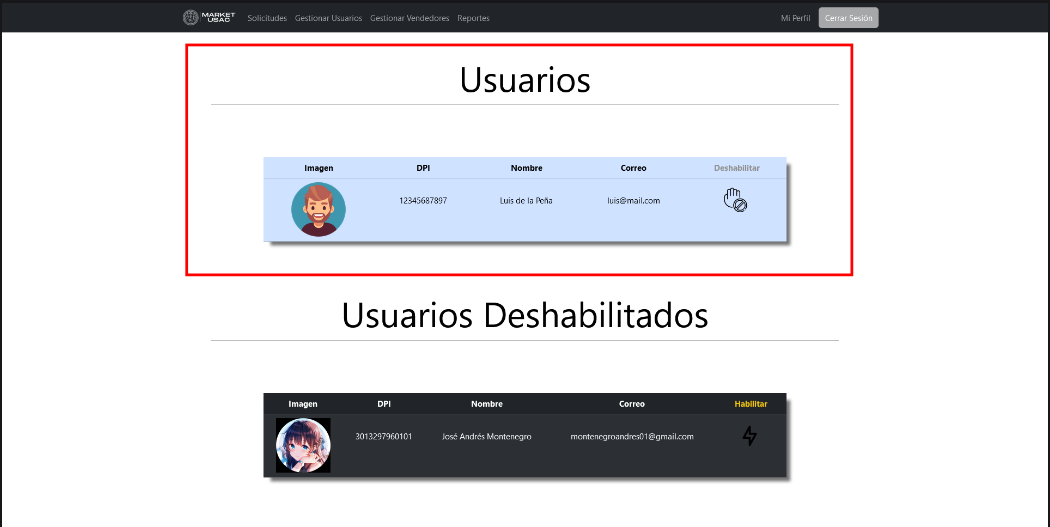 MARKET
USAC
Solicitudes Gestionar Usuarios Gestionar Vendedores Reportes Mi Perfil Cerrar Sesión
Usuarios
Imagen DPI Nombre Correo Deshabilitar
12345687897 Luis de la Peña luis@mail.com
Usuarios Deshabilitados
Imagen DPI Nombre Correo Habilitar
3013297960101 José Andrés Montenegro montenegroandres01@gmail.com